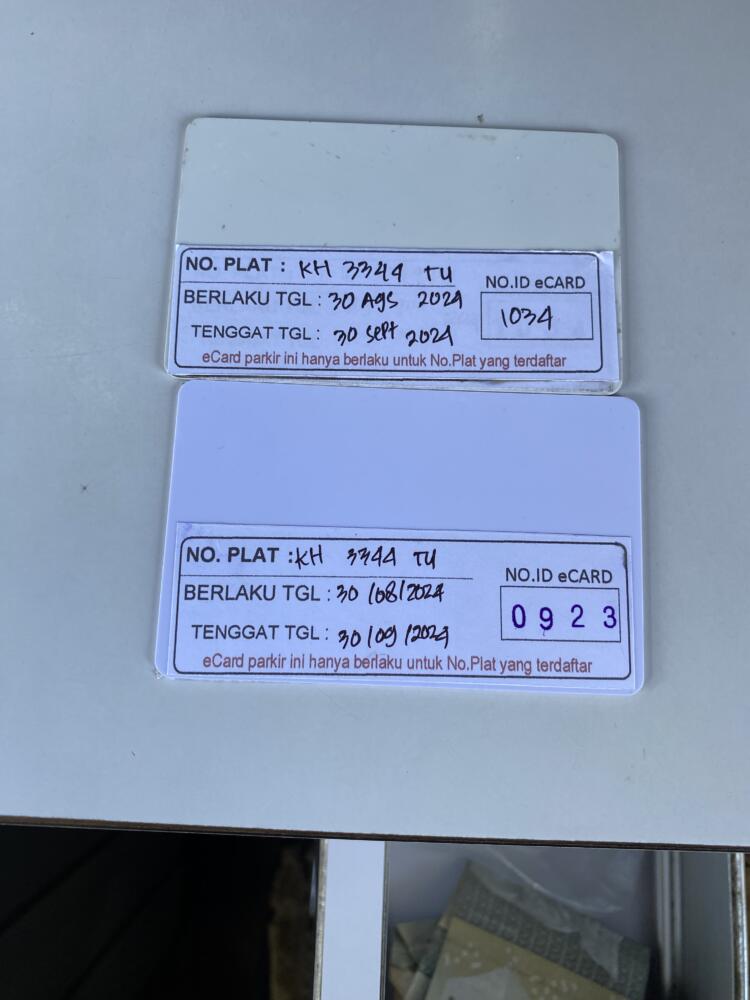 NO. PLAT : KH 3344 TU
BERLAKU TGL : 30 Ags 2024
TENGGAT TGL : 30 Sept 2024
NO.ID eCARD
1034
eCard parkir ini hanya berlaku untuk No.Plat yang terdaftar
NO. PLAT : KH 3344 TU
BERLAKU TGL : 30/08/2024
TENGGAT TGL : 30/09/2024
NO.ID eCARD
0923
eCard parkir ini hanya berlaku untuk No.Plat yang terdaftar